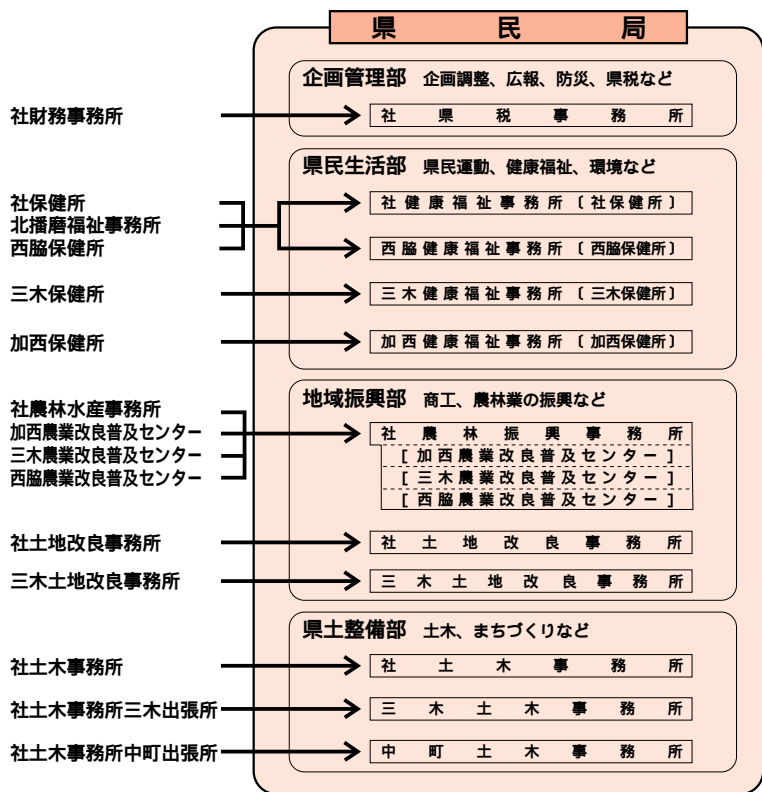 県民局
企画管理部 企画調整、広報、防災、県税など
社財務事務所
社県税事務所
県民生活部 県民運動、健康福祉、環境など
社保健所
北播磨福祉事務所
西脇保健所
社健康福祉事務所〔社保健所〕
西脇健康福祉事務所〔西脇保健所〕
三木保健所
三木健康福祉事務所〔三木保健所〕
加西保健所
加西健康福祉事務所〔加西保健所〕
地域振興部 商工、農林業の振興など
社農林水産事務所
加西農業改良普及センター
三木農業改良普及センター
西脇農業改良普及センター
社農林振興事務所
[加西農業改良普及センター]
[三木農業改良普及センター]
[西脇農業改良普及センター]
社土地改良事務所
社土地改良事務所
三木土地改良事務所
三木土地改良事務所
県土整備部 土木、まちづくりなど
社土木事務所
社土木事務所
社土木事務所三木出張所
三木土木事務所
社土木事務所中町出張所
中町土木事務所